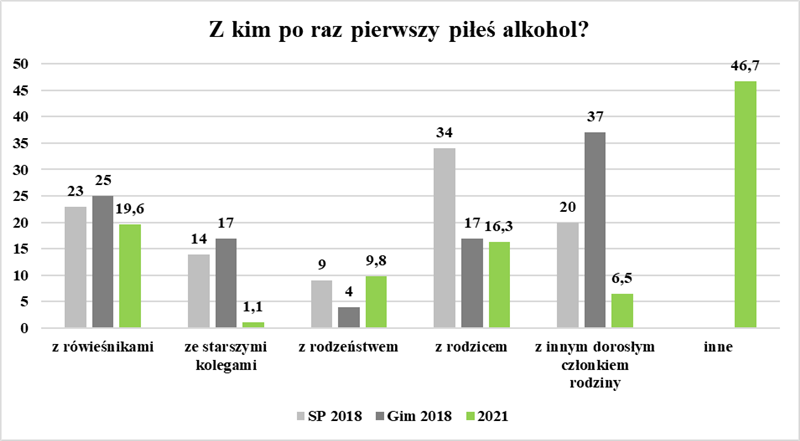 Z kim po raz pierwszy piłeś alkohol?
50
45
40
35
30
25
20
15
10
5
0
23
25
19,6
14
17
1,1
9
4
9,8
34
17
16,3
20
37
6,5
46,7
z rówieśnikami
ze starszymi
kolegami
z rodzeństwem
z rodzicem
z innym dorosłym
członkiem
rodziny
inne
SP 2018
Gim 2018
2021